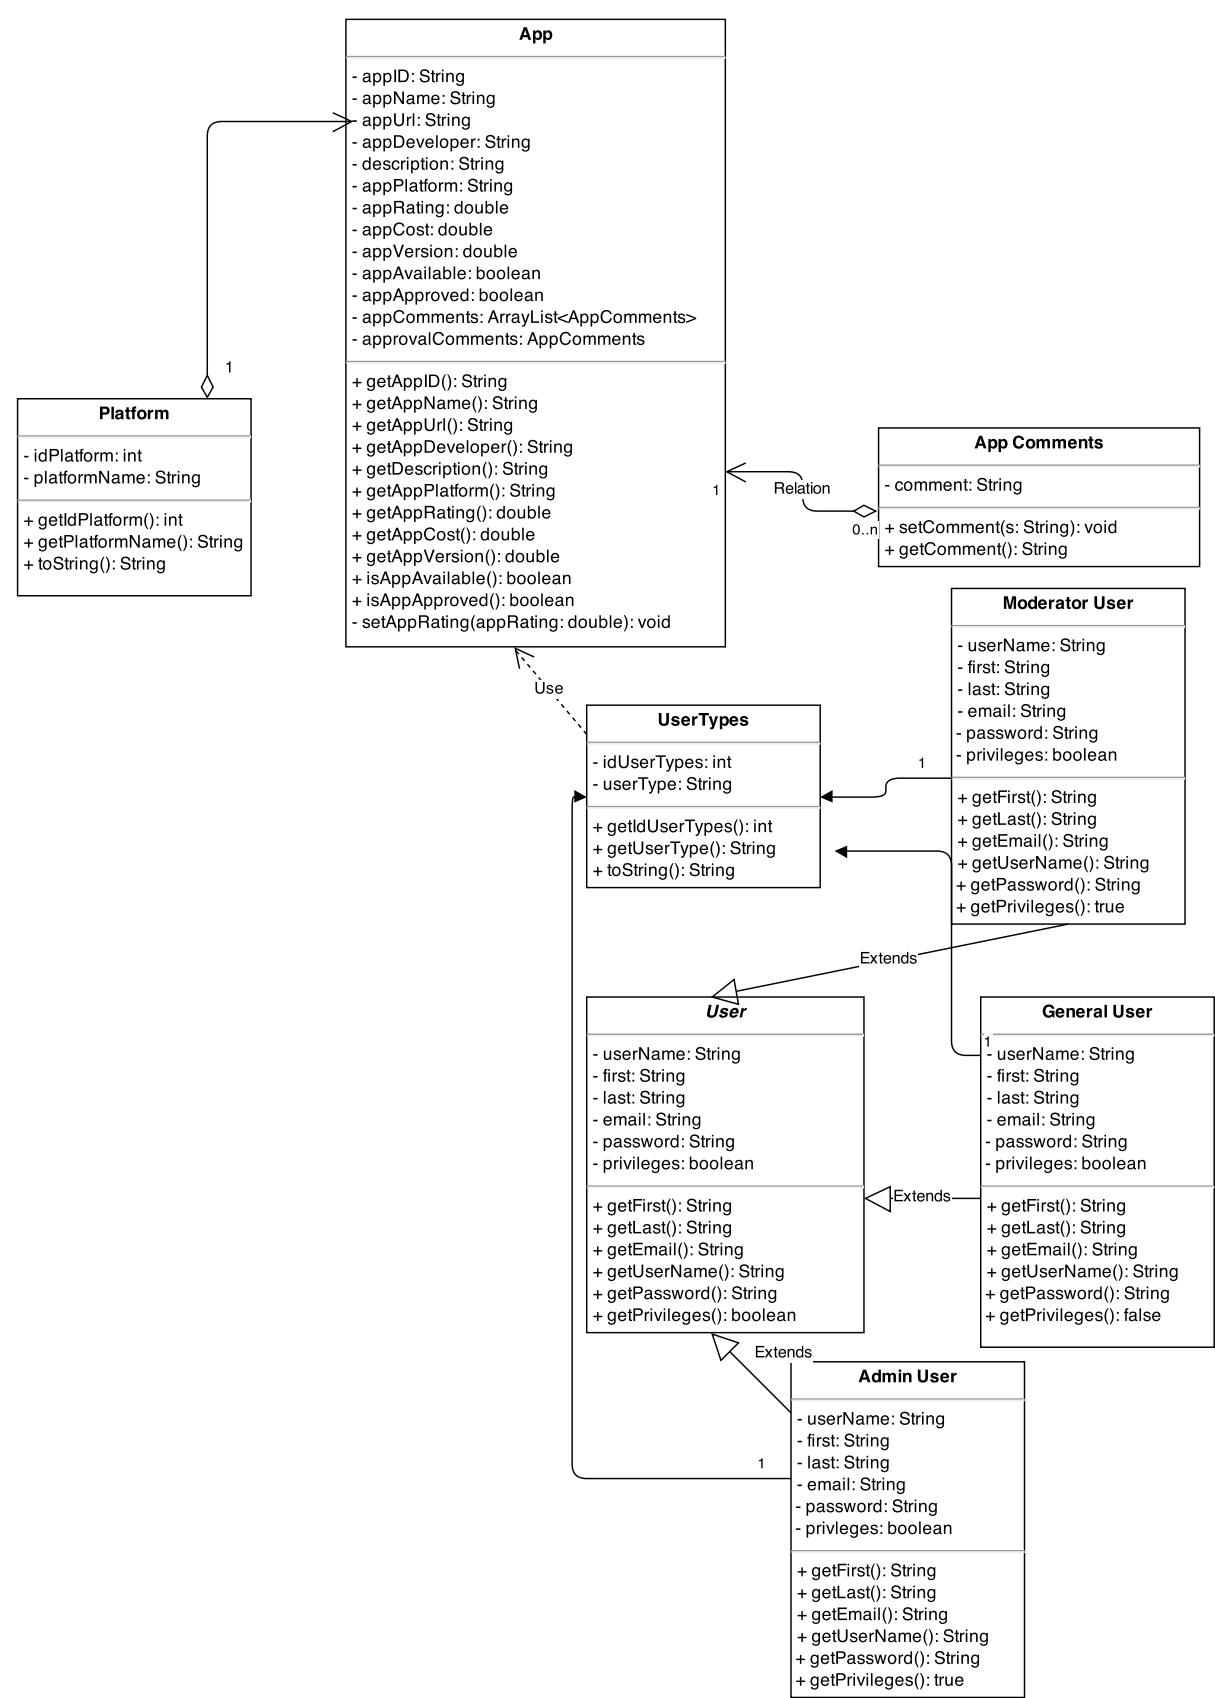 App
- appID: String
- appName: String
- appUrl: String
- appDeveloper: String
- description: String
- appPlatform: String
- appRating: double
- appCost: double
- appVersion: double
- appAvailable: boolean
- appApproved: boolean
- appComments: ArrayList<AppComments>
- approvalComments: AppComments
+ getAppID(): String
+ getAppName(): String
+ getAppUrl(): String
+ getAppDeveloper(): String
+ getDescription(): String
+ getAppPlatform(): String
+ getAppRating(): double
+ getAppCost(): double
+ getAppVersion(): double
+ isAppAvailable(): boolean
+ isAppApproved(): boolean
- setAppRating(appRating: double): void
1
Platform
- idPlatform: int
- platformName: String
+ getIdPlatform(): int
+ getPlatformName(): String
+ toString(): String
1
Relation
0..n
App Comments
- comment: String
+ setComment(s: String): void
+ getComment(): String
Use
UserTypes
- idUserTypes: int
- userType: String
+ getIdUserTypes(): int
+ getUserType(): String
+ toString(): String
1
Moderator User
- userName: String
- first: String
- last: String
- email: String
- password: String
- privileges: boolean
+ getFirst(): String
+ getLast(): String
+ getEmail(): String
+ getUserName(): String
+ getPassword(): String
+ getPrivileges(): true
Extends
User
- userName: String
- first: String
- last: String
- email: String
- password: String
- privileges: boolean
+ getFirst(): String
+ getLast(): String
+ getEmail(): String
+ getUserName(): String
+ getPassword(): String
+ getPrivileges(): boolean
Extends
General User
1
- userName: String
- first: String
- last: String
- email: String
- password: String
- privileges: boolean
+ getFirst(): String
+ getLast(): String
+ getEmail(): String
+ getUserName(): String
+ getPassword(): String
+ getPrivileges(): false
Extends
1
Admin User
- userName: String
- first: String
- last: String
- email: String
- password: String
- privleges: boolean
+ getFirst(): String
+ getLast(): String
+ getEmail(): String
+ getUserName(): String
+ getPassword(): String
+ getPrivileges(): true